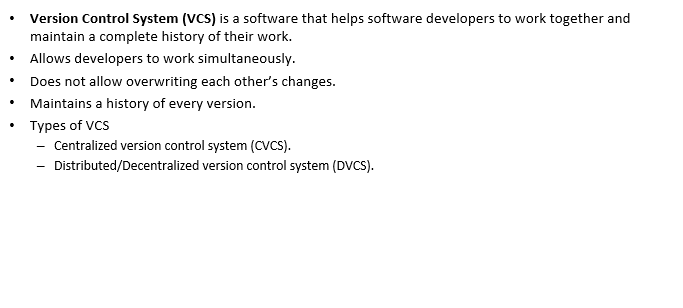 • Version Control System (VCS) is a software that helps software developers to work together and
maintain a complete history of their work.
• Allows developers to work simultaneously.
• Does not allow overwriting each other’s changes.
• Maintains a history of every version.
• Types of VCS
– Centralized version control system (CVCS).
– Distributed/Decentralized version control system (DVCS).